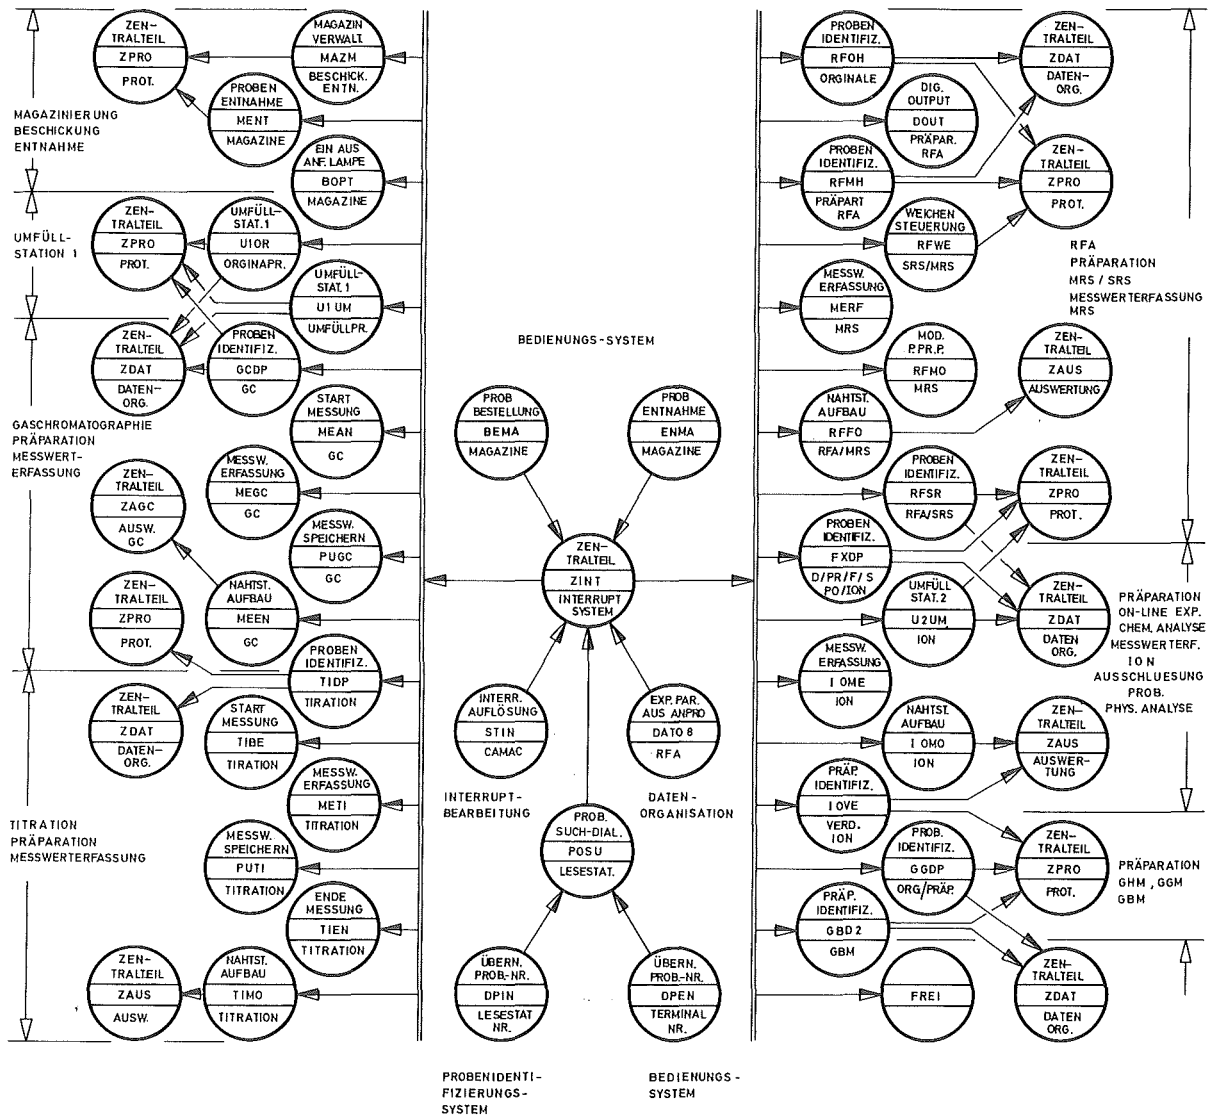 ZEN-
TRALTEIL
ZPRO
PROT.
MAGAZIN
VERWALT.
MAZM
BESCHICK.
ENTN.
PROBEN
ENTNAHME
MENT
MAGAZINE
EIN AUS
ANF. LAMPE
BOPT
MAGAZINE
MAGAZINIERUNG
BESCHICKUNG
ENTNAHME
ZEN-
TRALTEIL
ZPRO
PROT.
UMFÜLL-
STAT. 1
U1OR
ORGINAPR.
UMFÜLL-
STATION 1
UMFÜLL-
STAT. 1
U1UM
UMFÜLLPR.
ZEN-
TRALTEIL
ZDAT
DATEN-
ORG.
PROBEN
IDENTIFIZ.
GCDP
GC
START
MESSUNG
MEAN
GC
GASCHROMATOGRAPHIE
PRÄPARATION
MESSWERT-
ERFASSUNG
MESSW.
ERFASSUNG
MEGC
GC
ZEN-
TRALTEIL
ZAGC
AUSW.
GC
MESSW.
SPEICHERN
PUGC
GC
ZEN-
TRALTEIL
ZPRO
PROT.
NAHTST.
AUFBAU
MEEN
GC
PROBEN
IDENTIFIZ.
TIDP
TIRATION
ZEN-
TRALTEIL
ZDAT
DATEN-
ORG.
START
MESSUNG
TIBE
TIRATION
MESSW.
ERFASSUNG
METI
TITRATION
TITRATION
PRÄPARATION
MESSWERTERFASSUNG
MESSW.
SPEICHERN
PUTI
TITRATION
ENDE
MESSUNG
TIEN
TITRATION
ZEN-
TRALTEIL
ZAUS
AUSW.
NAHTST.
AUFBAU
TIMO
TITRATION
BEDIENUNGS-SYSTEM
PROB
BESTELLUNG
BEMA
MAGAZINE
PROB
ENTNAHME
ENMA
MAGAZINE
ZEN-
TRALTEIL
ZINT
INTERRUPT
SYSTEM
INTERR.
AUFLÖSUNG
STIN
CAMAC
EXP. PAR.
AUS ANPRO
DATO 8
RFA
INTERRUPT-
BEARBEITUNG
DATEN-
ORGANISATION
PROB.
SUCH-DIAL.
POSU
LESESTAT.
ÜBERN.
PROB.-NR.
DPIN
LESESTAT
NR.
ÜBERN.
PROB.-NR.
DPEN
TERMINAL
NR.
PROBENIDENTI-
FIZIERUNGS-
SYSTEM
BEDIENUNGS-
SYSTEM
PROBEN
IDENTIFIZ.
RFOH
ORGINALE
ZEN-
TRALTEIL
ZDAT
DATEN-
ORG.
DIG.
OUTPUT
DOUT
PRÄPAR.
RFA
PROBEN
IDENTIFIZ.
RFMH
PRÄPART
RFA
ZEN-
TRALTEIL
ZPRO
PROT.
WEICHEN
STEUERUNG
RFWE
SRS/MRS
RFA
PRÄPARATION
MRS / SRS
MESSWERTERFASSUNG
MRS
MESSW.
ERFASSUNG
MERF
MRS
MOD.
P.PR.P.
RFMO
MRS
ZEN-
TRALTEIL
ZAUS
AUSWERTUNG
NAHTST.
AUFBAU
RFFO
RFA/MRS
PROBEN
IDENTIFIZ.
RFSR
RFA/SRS
ZEN-
TRALTEIL
ZPRO
PROT.
PROBEN
IDENTIFIZ.
FXDP
D/PR/F/S
PO/ION
UMFÜLL
STAT. 2
U2UM
ION
ZEN-
TRALTEIL
ZDAT
DATEN
ORG.
PRÄPARATION
ON-LINE EXP.
CHEM. ANALYSE
MESSWERTERF.
ION
AUSSCHLUESUNG
PROB.
PHYS. ANALYSE
MESSW.
ERFASSUNG
IOME
ION
NAHTST.
AUFBAU
IOMO
ION
ZEN-
TRALTEIL
ZAUS
AUSWER-
TUNG
PRÄP.
IDENTIFIZ.
IOVE
VERD.
ION
PROB.
IDENTIFIZ.
GGDP
ORG/PRÄP.
ZEN-
TRALTEIL
ZPRO
PROT.
PRÄPARATION
GHM, GGM
GBM
PRÄP.
IDENTIFIZ.
GBD2
GBM
FREI
ZEN-
TRALTEIL
ZDAT
DATEN
ORG.